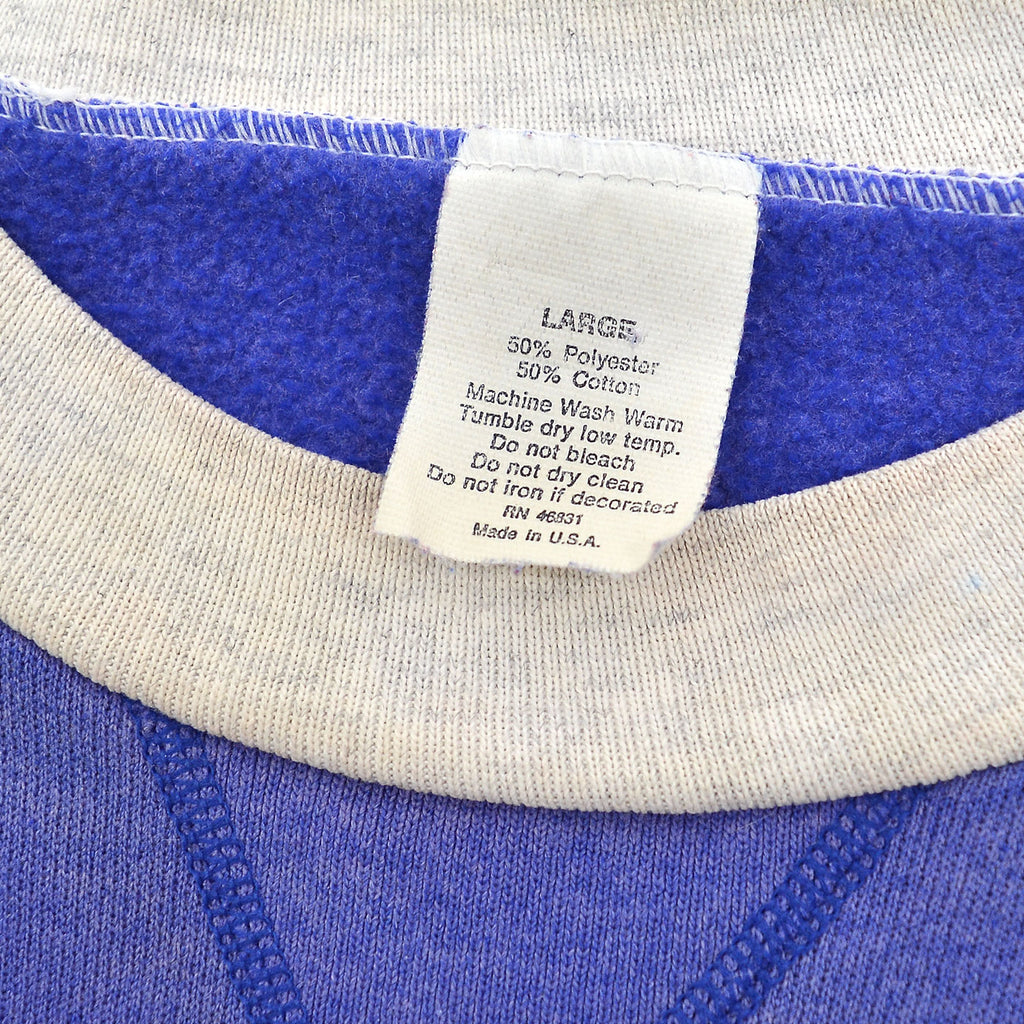 LARGE
50% Polyester
50% Cotton
Machine Wash Warm
Tumble dry low temp.
Do not bleach
Do not dry clean
Do not iron if decorated
RN 46831
Made in U.S.A.